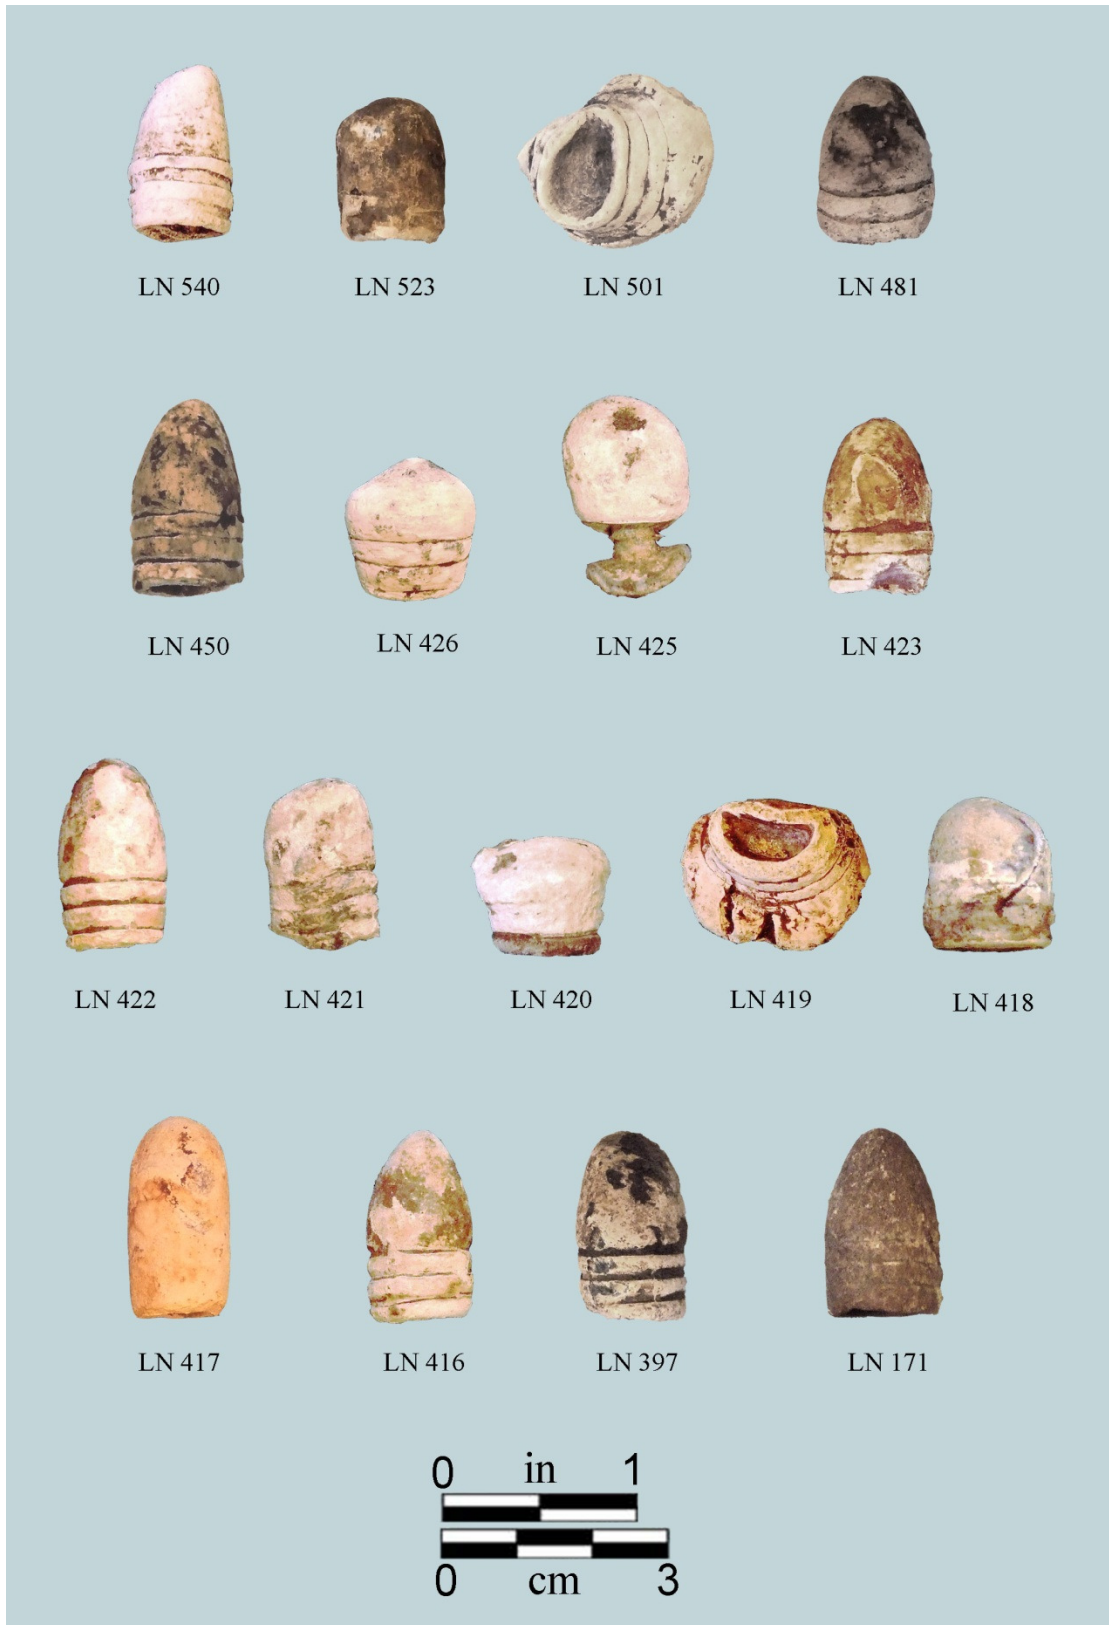 LN 540 LN 523 LN 501 LN 481
LN 450 LN 426 LN 425 LN 423
LN 422 LN 421 LN 420 LN 419 LN 418
LN 417 LN 416 LN 397 LN 171
0 in 1
0 cm 3